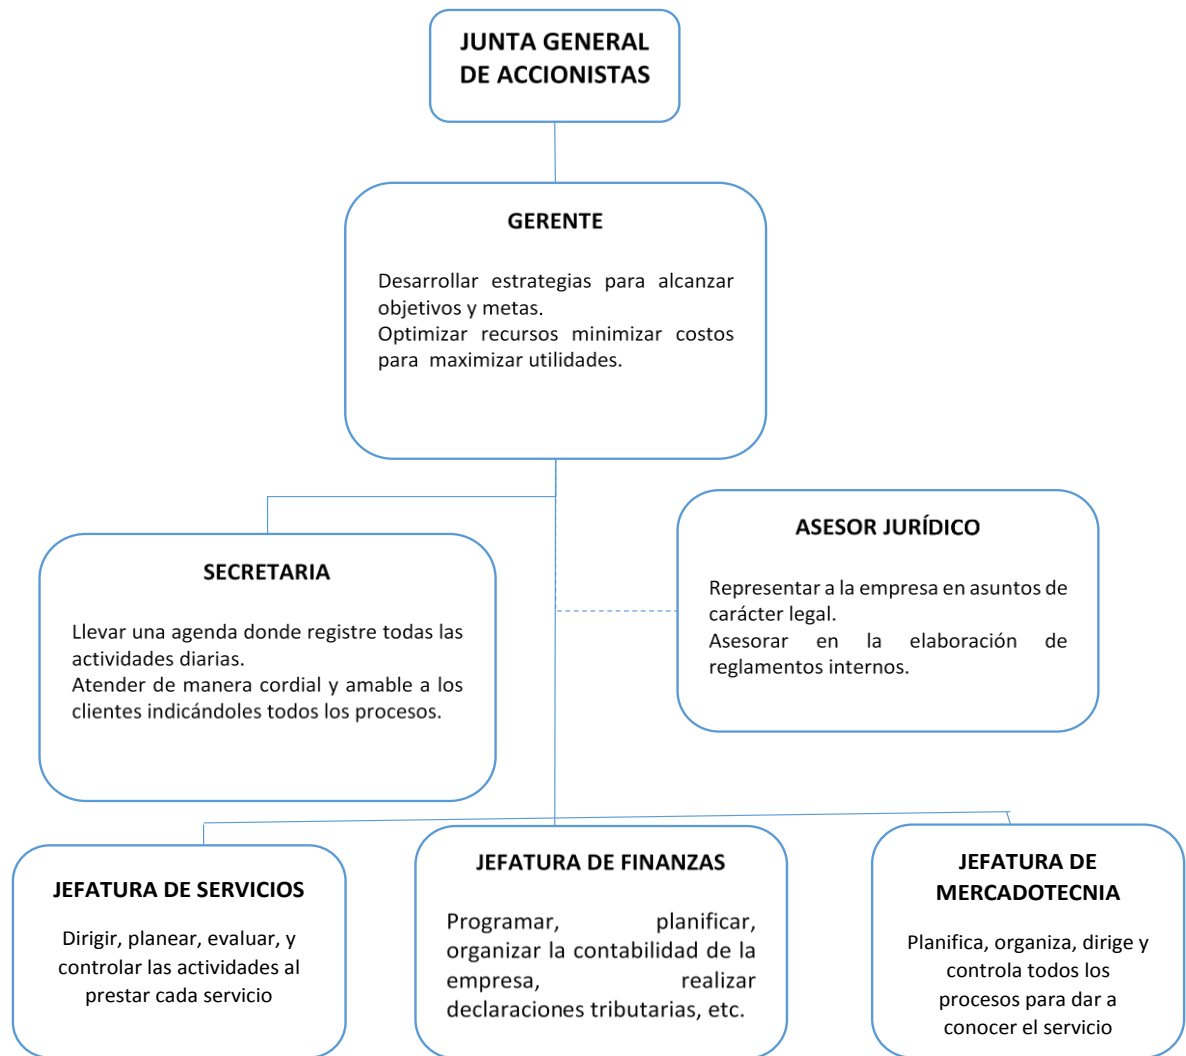 JUNTA GENERAL
DE ACCIONISTAS
GERENTE
Desarrollar estrategias para alcanzar
objetivos y metas.
Optimizar recursos minimizar costos
para maximizar utilidades.
ASESOR JURÍDICO
Representar a la empresa en asuntos de
carácter legal.
Asesorar en la elaboración de
reglamentos internos.
SECRETARIA
Llevar una agenda donde registre todas las
actividades diarias.
Atender de manera cordial y amable a los
clientes indicándoles todos los procesos.
JEFATURA DE SERVICIOS
Dirigir, planear, evaluar, y
controlar las actividades al
prestar cada servicio
JEFATURA DE FINANZAS
Programar, planificar,
organizar la contabilidad de la
empresa, realizar
declaraciones tributarias, etc.
JEFATURA DE
MERCADOTECNIA
Planifica, organiza, dirige y
controla todos los
procesos para dar a
conocer el servicio